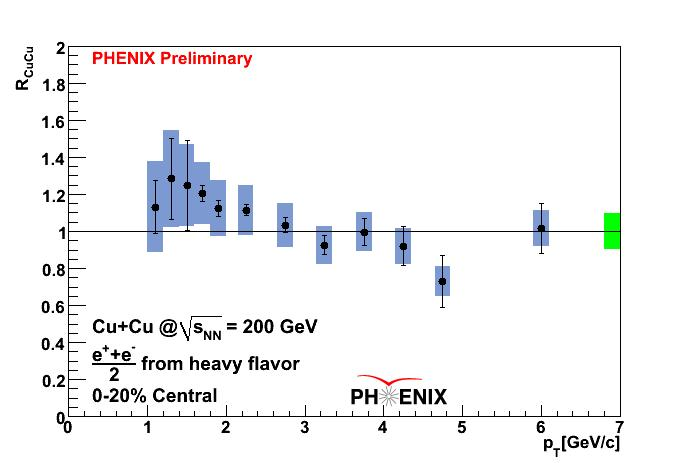 PHENIX Preliminary
R_CuCu
2
1.8
1.6
1.4
1.2
1
0.8
0.6
0.4
0.2
0
Cu+Cu @√s_NN = 200 GeV
e⁺+e⁻
2
from heavy flavor
0-20% Central
PHENIX
0 1 2 3 4 5 6 7
p_T[GeV/c]